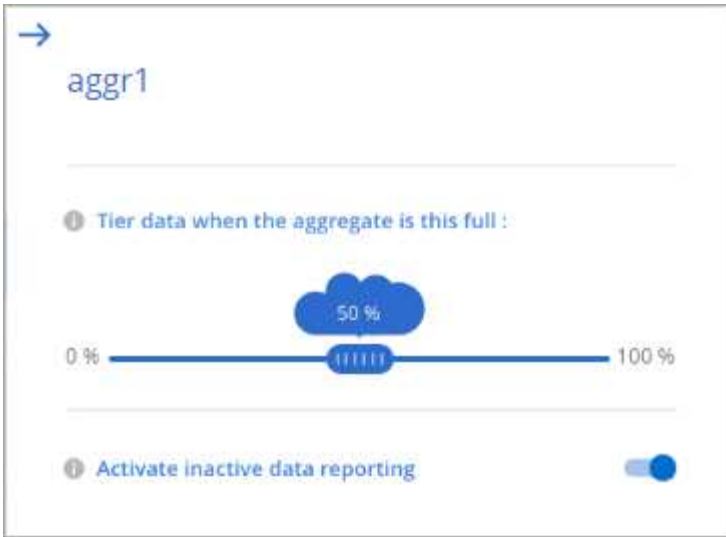 aggr1
Tier data when the aggregate is this full :
50 %
0 %
100 %
Activate inactive data reporting